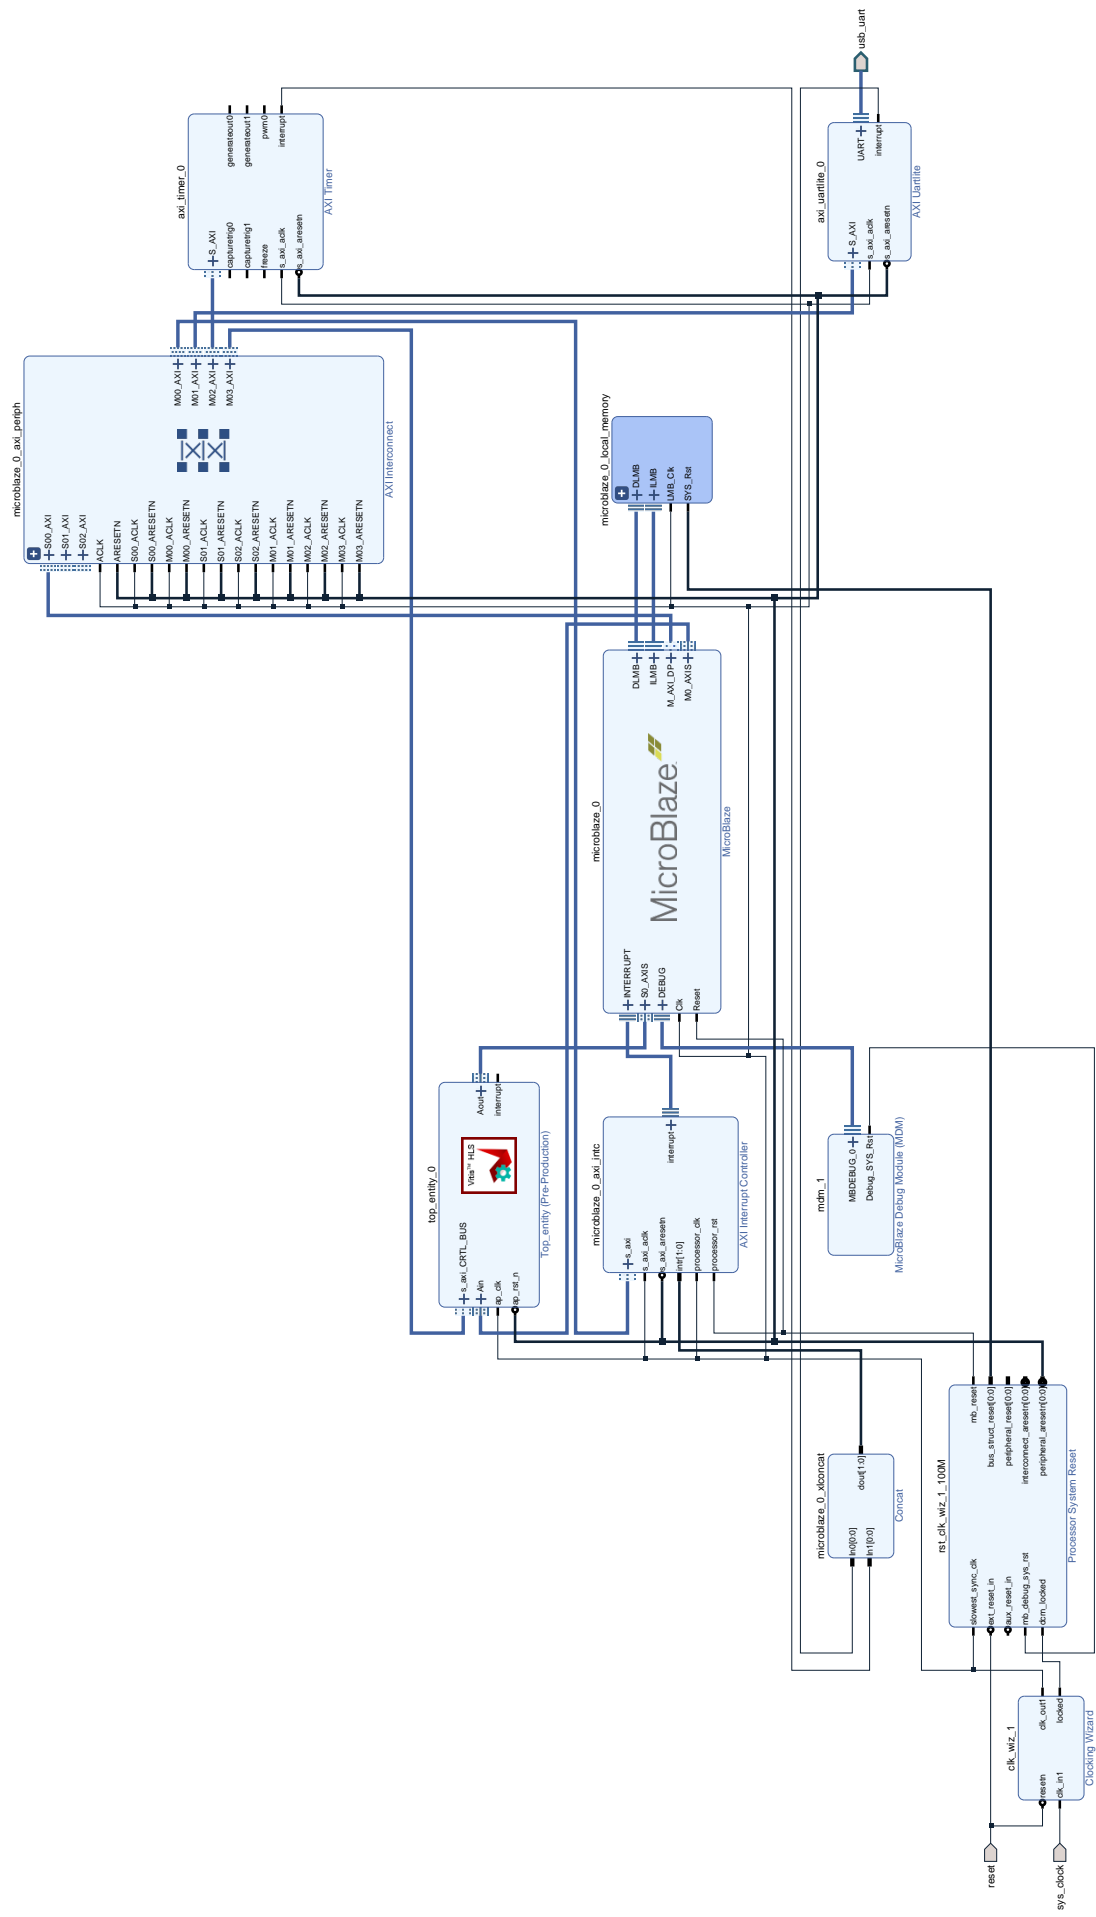 reset
sys_clock
clk_wiz_1
resetn
clk_in1
clk_out1
locked
Clocking Wizard
rst_clk_wiz_1_100M
slowest_sync_clk
ext_reset_in
aux_reset_in
mb_debug_sys_rst
dcm_locked
mb_reset
bus_struct_reset[0:0]
peripheral_reset[0:0]
interconnect_aresetn[0:0]
peripheral_aresetn[0:0]
Processor System Reset
microblaze_0_xlconcat
In0[0:0]
In1[0:0]
dout[1:0]
Concat
top_entity_0
s_axi_CRTL_BUS
Ain
ap_clk
ap_rst_n
Vitis™ HLS
Aout
interrupt
Top_entity (Pre-Production)
microblaze_0_axi_intc
s_axi
s_axi_aclk
s_axi_aresetn
intr[1:0]
processor_clk
processor_rst
interrupt
AXI Interrupt Controller
mdm_1
MBDEBUG_0
Debug_SYS_Rst
MicroBlaze Debug Module (MDM)
microblaze_0
INTERRUPT
S0_AXIS
DEBUG
Clk
Reset
MicroBlaze
DLMB
ILMB
M_AXI_DP
M0_AXIS
MicroBlaze
microblaze_0_axi_periph
S00_AXI
S01_AXI
S02_AXI
ACLK
ARESETN
S00_ACLK
S00_ARESETN
M00_ACLK
M00_ARESETN
S01_ACLK
S01_ARESETN
S02_ACLK
S02_ARESETN
M01_ACLK
M01_ARESETN
M02_ACLK
M02_ARESETN
M03_ACLK
M03_ARESETN
M00_AXI
M01_AXI
M02_AXI
M03_AXI
AXI Interconnect
microblaze_0_local_memory
DLMB
ILMB
LMB_Clk
SYS_Rst
axi_timer_0
S_AXI
capturetrig0
capturetrig1
freeze
s_axi_aclk
s_axi_aresetn
generateout0
generateout1
pwm0
interrupt
AXI Timer
axi_uartlite_0
S_AXI
s_axi_aclk
s_axi_aresetn
UART
interrupt
AXI Uartlite
usb_uart